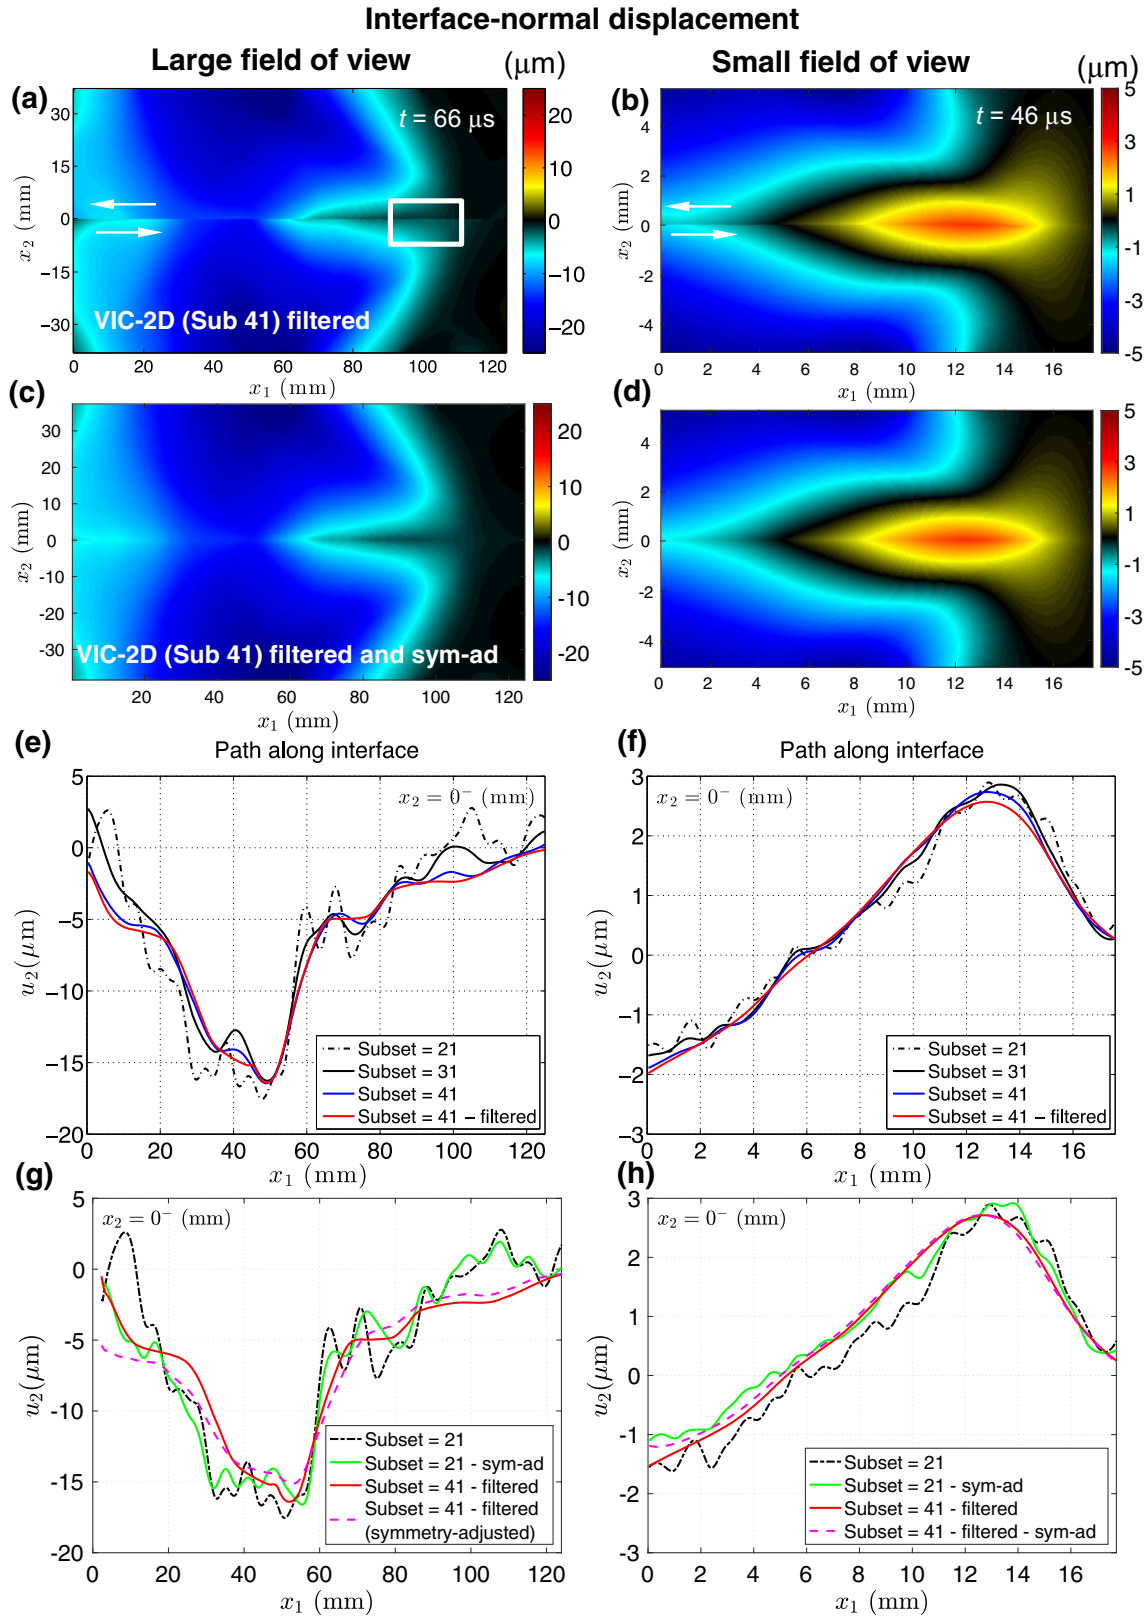 Interface-normal displacement
Large field of view (μm) Small field of view (μm)
(a) (b)
t = 66 μs
t = 46 μs
VIC-2D (Sub 41) filtered
30
15
0
−15
−30
x₂ (mm)
0 20 40 60 80 100 120
x₁ (mm)
20
10
0
−10
−20
4
2
0
-2
-4
x₂ (mm)
0 2 4 6 8 10 12 14 16
x₁ (mm)
5
3
1
-1
-3
-5
(c) (d)
VIC-2D (Sub 41) filtered and sym-ad
30
20
10
0
-10
-20
-30
x₂ (mm)
20 40 60 80 100 120
x₁ (mm)
20
10
0
-10
-20
4
2
0
-2
-4
x₂ (mm)
0 2 4 6 8 10 12 14 16
x₁ (mm)
5
3
1
-1
-3
-5
(e) Path along interface
x₂ = 0⁻ (mm)
5
0
−5
−10
−15
−20
u₂(μm)
Subset = 21
Subset = 31
Subset = 41
Subset = 41 – filtered
0 20 40 60 80 100 120
x₁ (mm)
(f) Path along interface
x₂ = 0⁻ (mm)
3
2
1
0
−1
−2
−3
u₂(μm)
Subset = 21
Subset = 31
Subset = 41
Subset = 41 – filtered
0 2 4 6 8 10 12 14 16
x₁ (mm)
(g)
x₂ = 0⁻ (mm)
5
0
-5
-10
-15
-20
u₂(μm)
Subset = 21
Subset = 21 - sym-ad
Subset = 41 - filtered
Subset = 41 - filtered
(symmetry-adjusted)
0 20 40 60 80 100 120
x₁ (mm)
(h)
x₂ = 0⁻ (mm)
3
2
1
0
-1
-2
-3
u₂(μm)
Subset = 21
Subset = 21 - sym-ad
Subset = 41 - filtered
Subset = 41 - filtered - sym-ad
0 2 4 6 8 10 12 14 16
x₁ (mm)